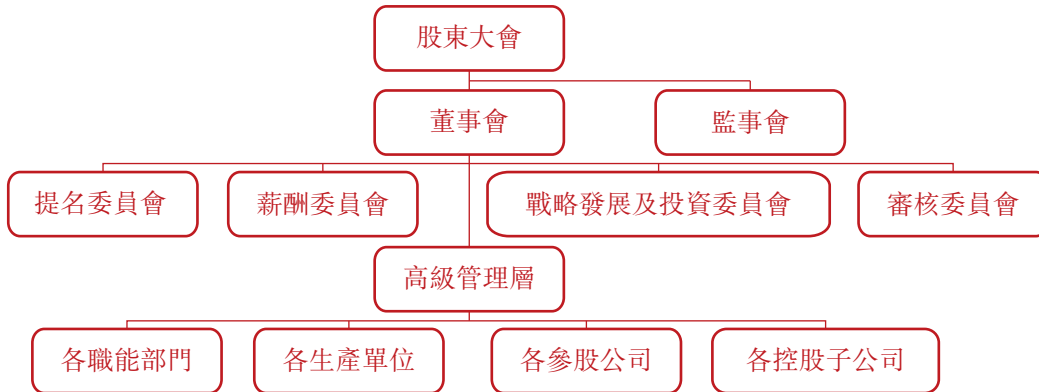 股東大會
董事會
監事會
提名委員會
薪酬委員會
戰略發展及投資委員會
審核委員會
高級管理層
各職能部門
各生產單位
各參股公司
各控股子公司